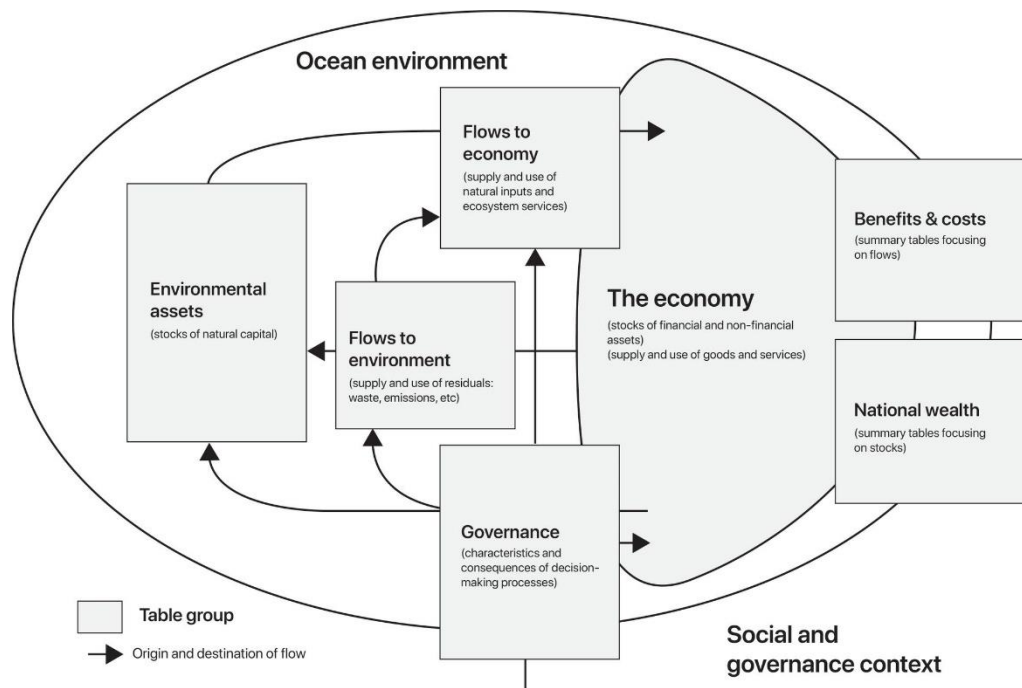 Ocean environment
Flows to
economy
(supply and use of
natural inputs and
ecosystem services)
Benefits & costs
(summary tables focusing
on flows)
Environmental
assets
(stocks of natural capital)
The economy
(stocks of financial and non-financial
assets)
(supply and use of goods and services)
Flows to
environment
(supply and use of residuals:
waste, emissions, etc)
National wealth
(summary tables focusing
on stocks)
Governance
(characteristics and
consequences of decision-
making processes)
Table group
Origin and destination of flow
Social and
governance context